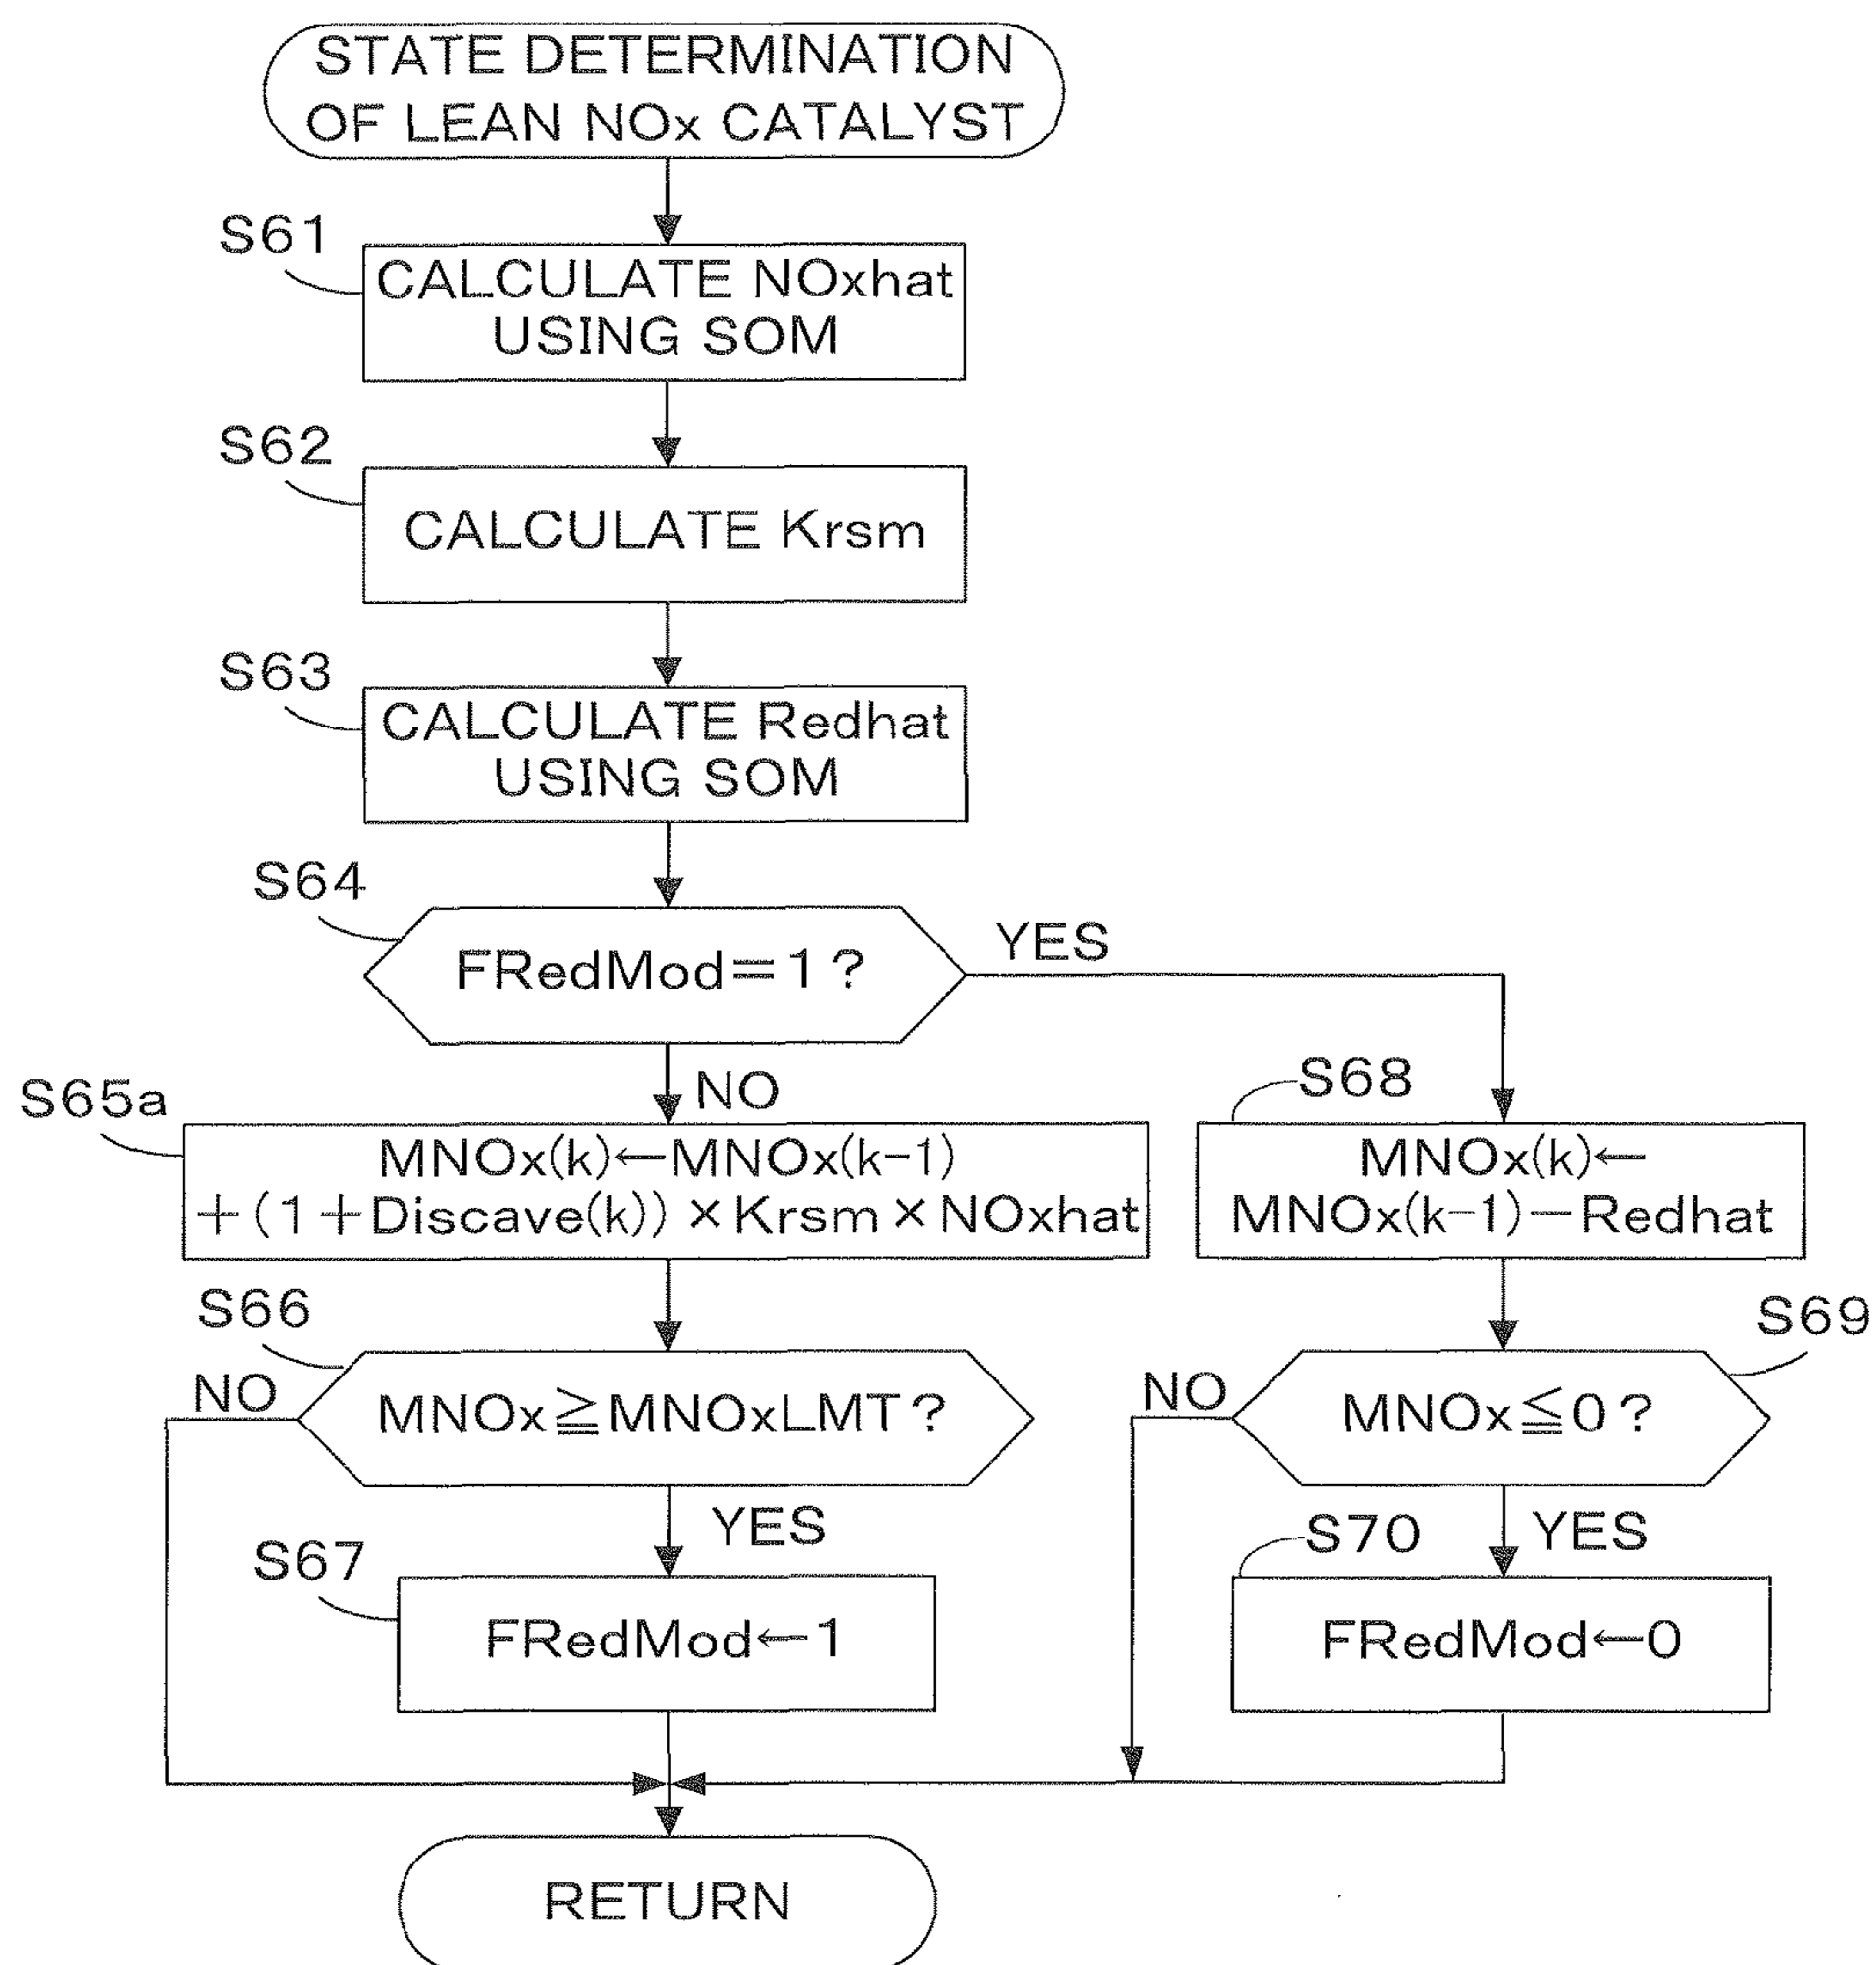 STATE DETERMINATION
OF LEAN NOx CATALYST
S61
CALCULATE NOxhat
USING SOM
S62
CALCULATE Krsm
S63
CALCULATE Redhat
USING SOM
S64
FRedMod=1?
YES
NO
S65a
MNOx(k)←MNOx(k-1)
+(1+Discave(k))×Krsm×NOxhat
S68
MNOx(k)←
MNOx(k-1)-Redhat
S66
NO
MNOx≧MNOxLMT?
YES
S69
NO
MNOx≦0?
YES
S67
FRedMod←1
S70
FRedMod←0
RETURN